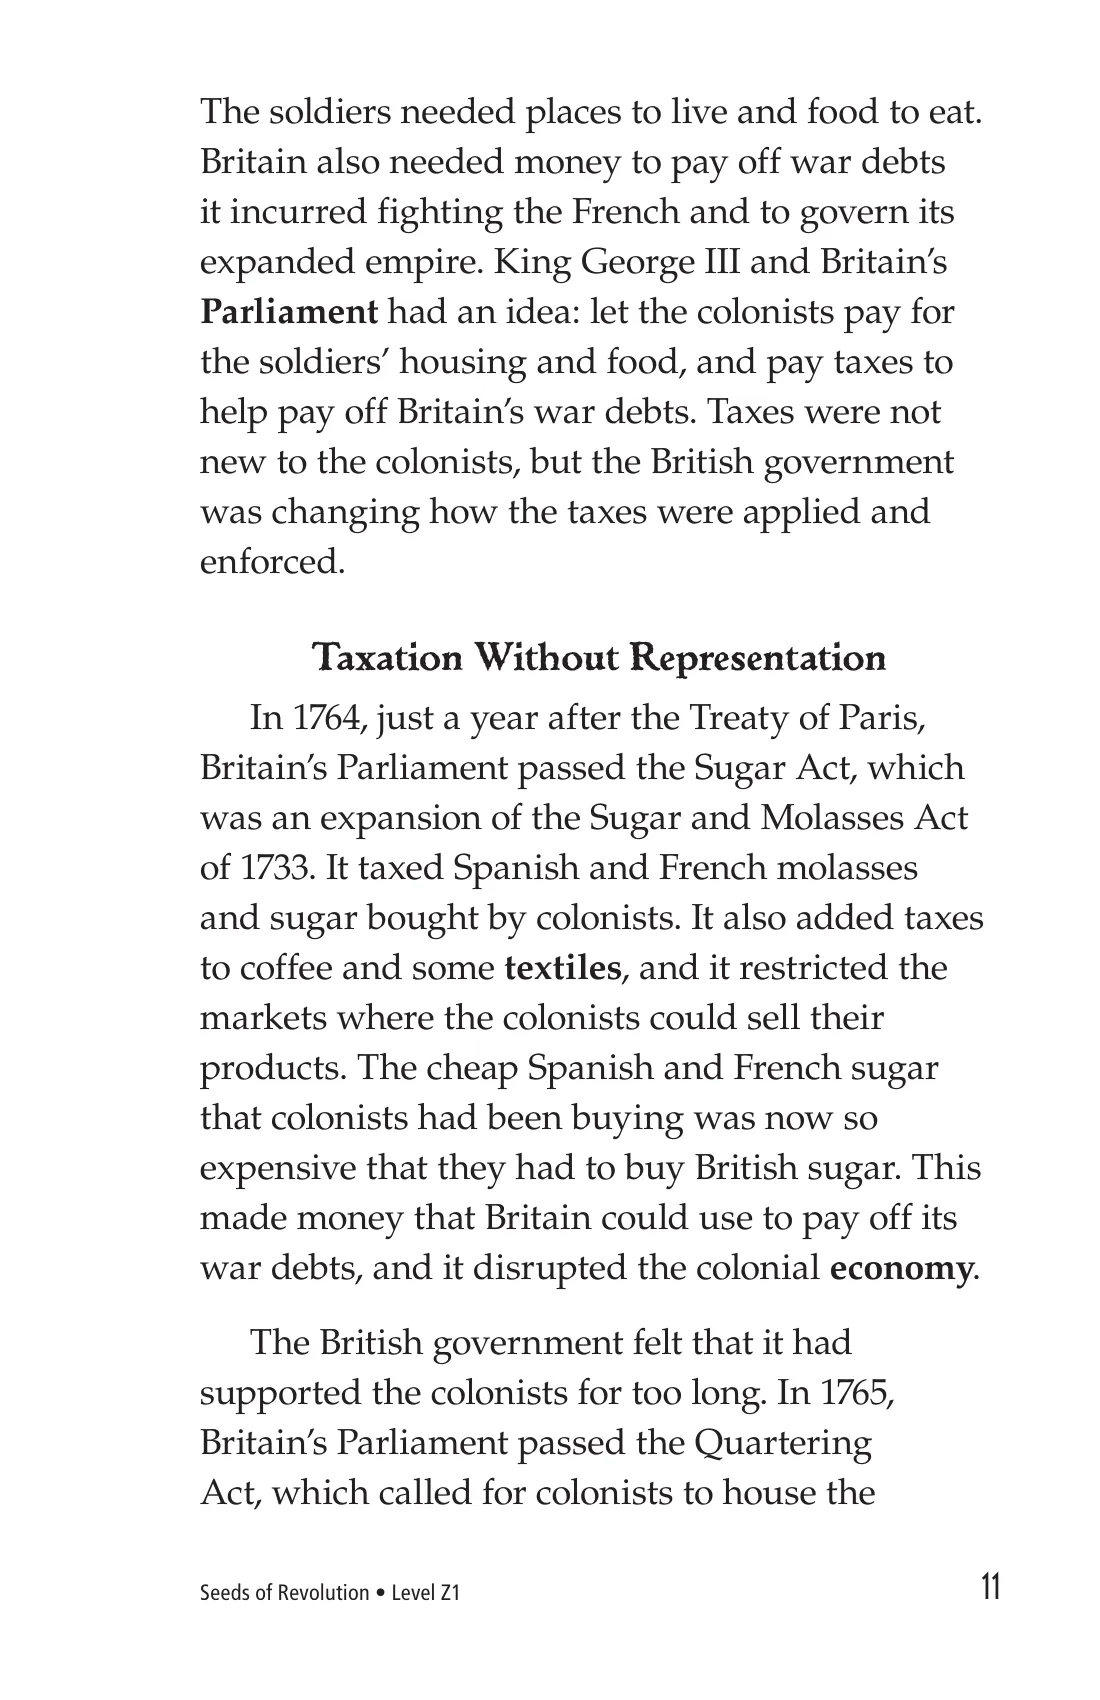 The soldiers needed places to live and food to eat.
Britain also needed money to pay off war debts
it incurred fighting the French and to govern its
expanded empire. King George III and Britain’s
Parliament had an idea: let the colonists pay for
the soldiers’ housing and food, and pay taxes to
help pay off Britain’s war debts. Taxes were not
new to the colonists, but the British government
was changing how the taxes were applied and
enforced.
Taxation Without Representation
In 1764, just a year after the Treaty of Paris,
Britain’s Parliament passed the Sugar Act, which
was an expansion of the Sugar and Molasses Act
of 1733. It taxed Spanish and French molasses
and sugar bought by colonists. It also added taxes
to coffee and some textiles, and it restricted the
markets where the colonists could sell their
products. The cheap Spanish and French sugar
that colonists had been buying was now so
expensive that they had to buy British sugar. This
made money that Britain could use to pay off its
war debts, and it disrupted the colonial economy.
The British government felt that it had
supported the colonists for too long. In 1765,
Britain’s Parliament passed the Quartering
Act, which called for colonists to house the
Seeds of Revolution • Level Z1
11